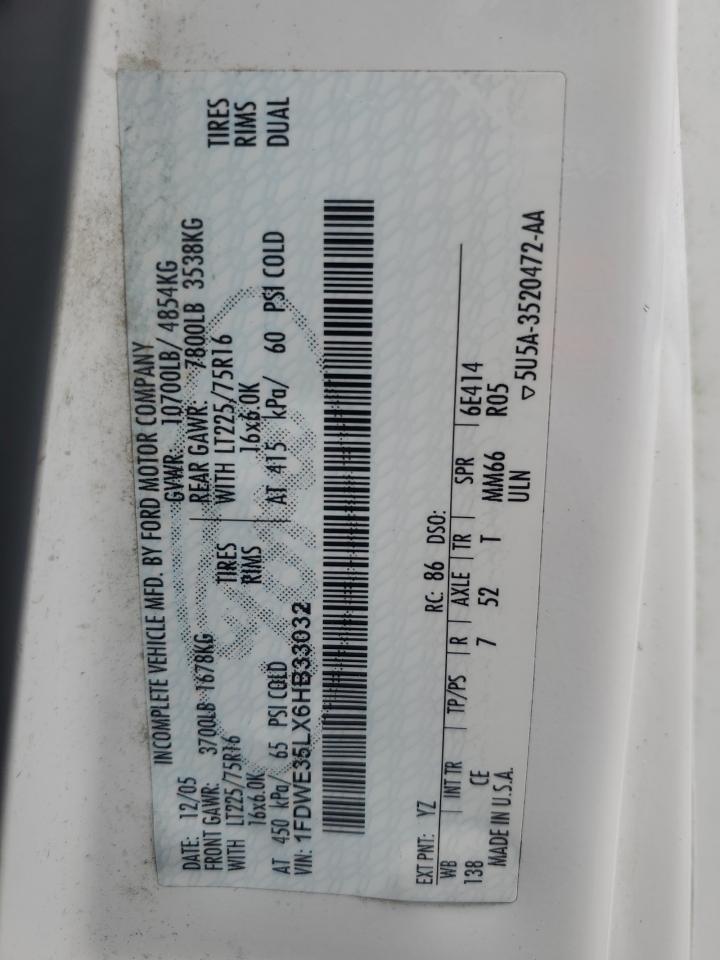 INCOMPLETE VEHICLE MFD. BY FORD MOTOR COMPANY
DATE: 12/05 GVWR: 10700LB/ 4854KG
FRONT GAWR: 3700LB 1678KG REAR GAWR: 7800LB 3538KG
WITH LT225/75R16 TIRES WITH LT225/75R16 TIRES
16x6.0K RIMS 16x6.0K RIMS
AT 450 kPa/ 65 PSI COLD AT 415 kPa/ 60 PSI COLD DUAL
VIN: 1FDWE35LX6HB33032
EXT PNT: YZ RC: 86 DSO:
WB INT TR TP/PS R AXLE TR SPR 6E414
138 CE 7 52 T MM66 R05
MADE IN U.S.A. ULN
▽5U5A-3520472-AA